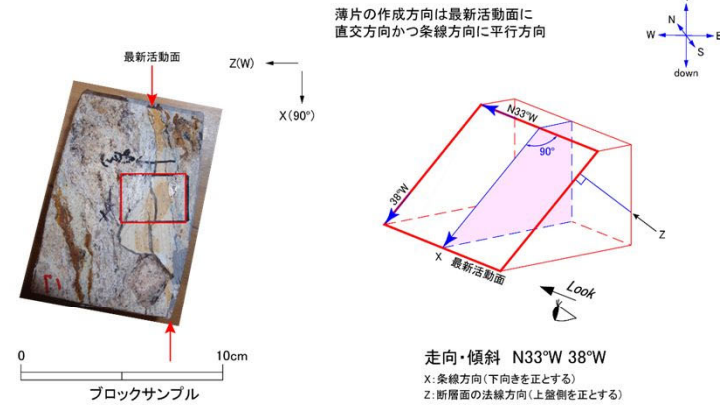 薄片の作成方向は最新活動面に
直交方向かつ条線方向に平行方向
N
W
E
S
down
最新活動面
Z(W)
X(90°)
N33°W
90°
38°W
Z
X
最新活動面
Look
0
10cm
ブロックサンプル
走向・傾斜 N33°W 38°W
X:条線方向(下向きを正とする)
Z:断層面の法線方向(上盤側を正とする)